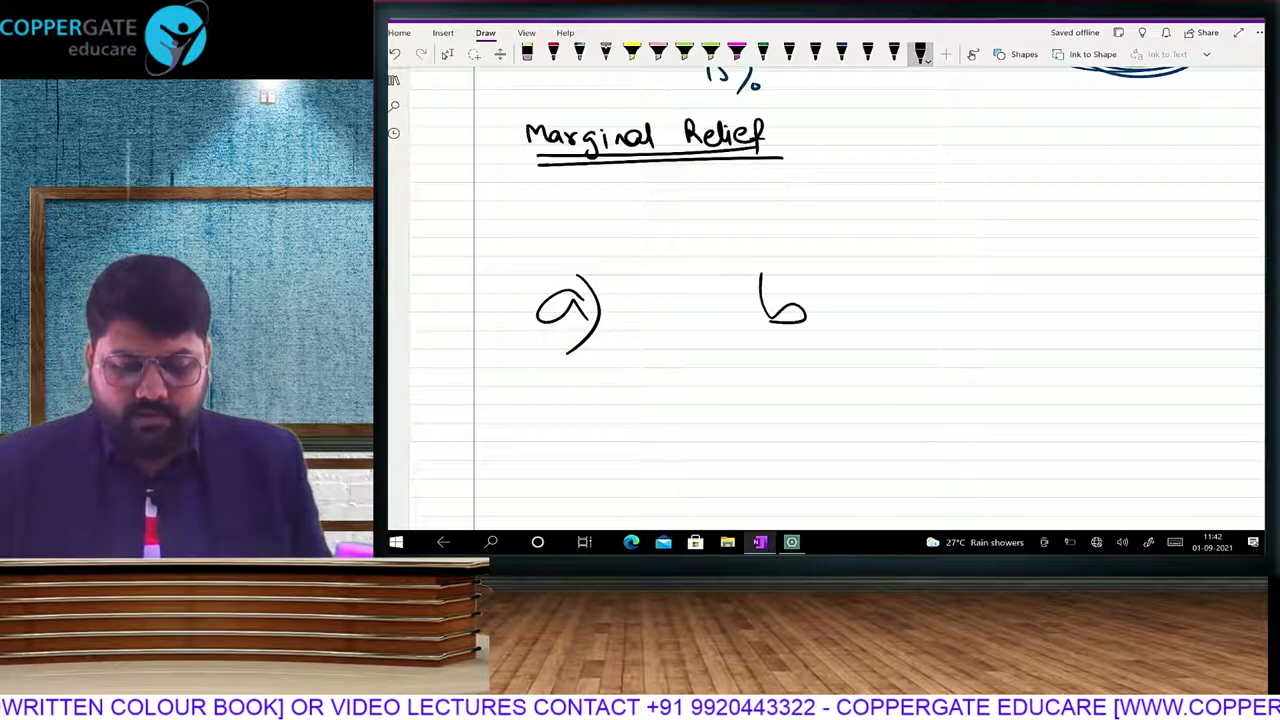 COPPERGATE
educare
Home Insert Draw View Help
Saved offline
Share
Shapes
Ink to Shape
Ink to Text
15%
Marginal Relief
a) b
27°C Rain showers
11:42
01-09-2021
WRITTEN COLOUR BOOK] OR VIDEO LECTURES CONTACT +91 9920443322 - COPPERGATE EDUCARE [WWW.COPPER